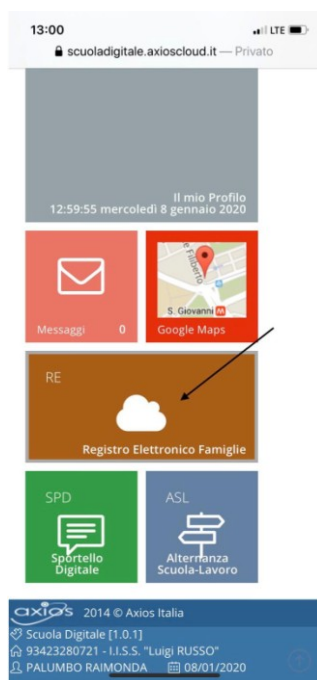 13:00
LTE
scuoladigitale.axioscloud.it — Privato
Il mio Profilo
12:59:55 mercoledì 8 gennaio 2020
e Filiberto
S. Giovanni M
Messaggi 0
Google Maps
RE
Registro Elettronico Famiglie
SPD
ASL
Sportello
Digitale
Alternanza
Scuola-Lavoro
axios 2014 © Axios Italia
Scuola Digitale [1.0.1]
93423280721 - I.I.S.S. "Luigi RUSSO"
PALUMBO RAIMONDA 08/01/2020